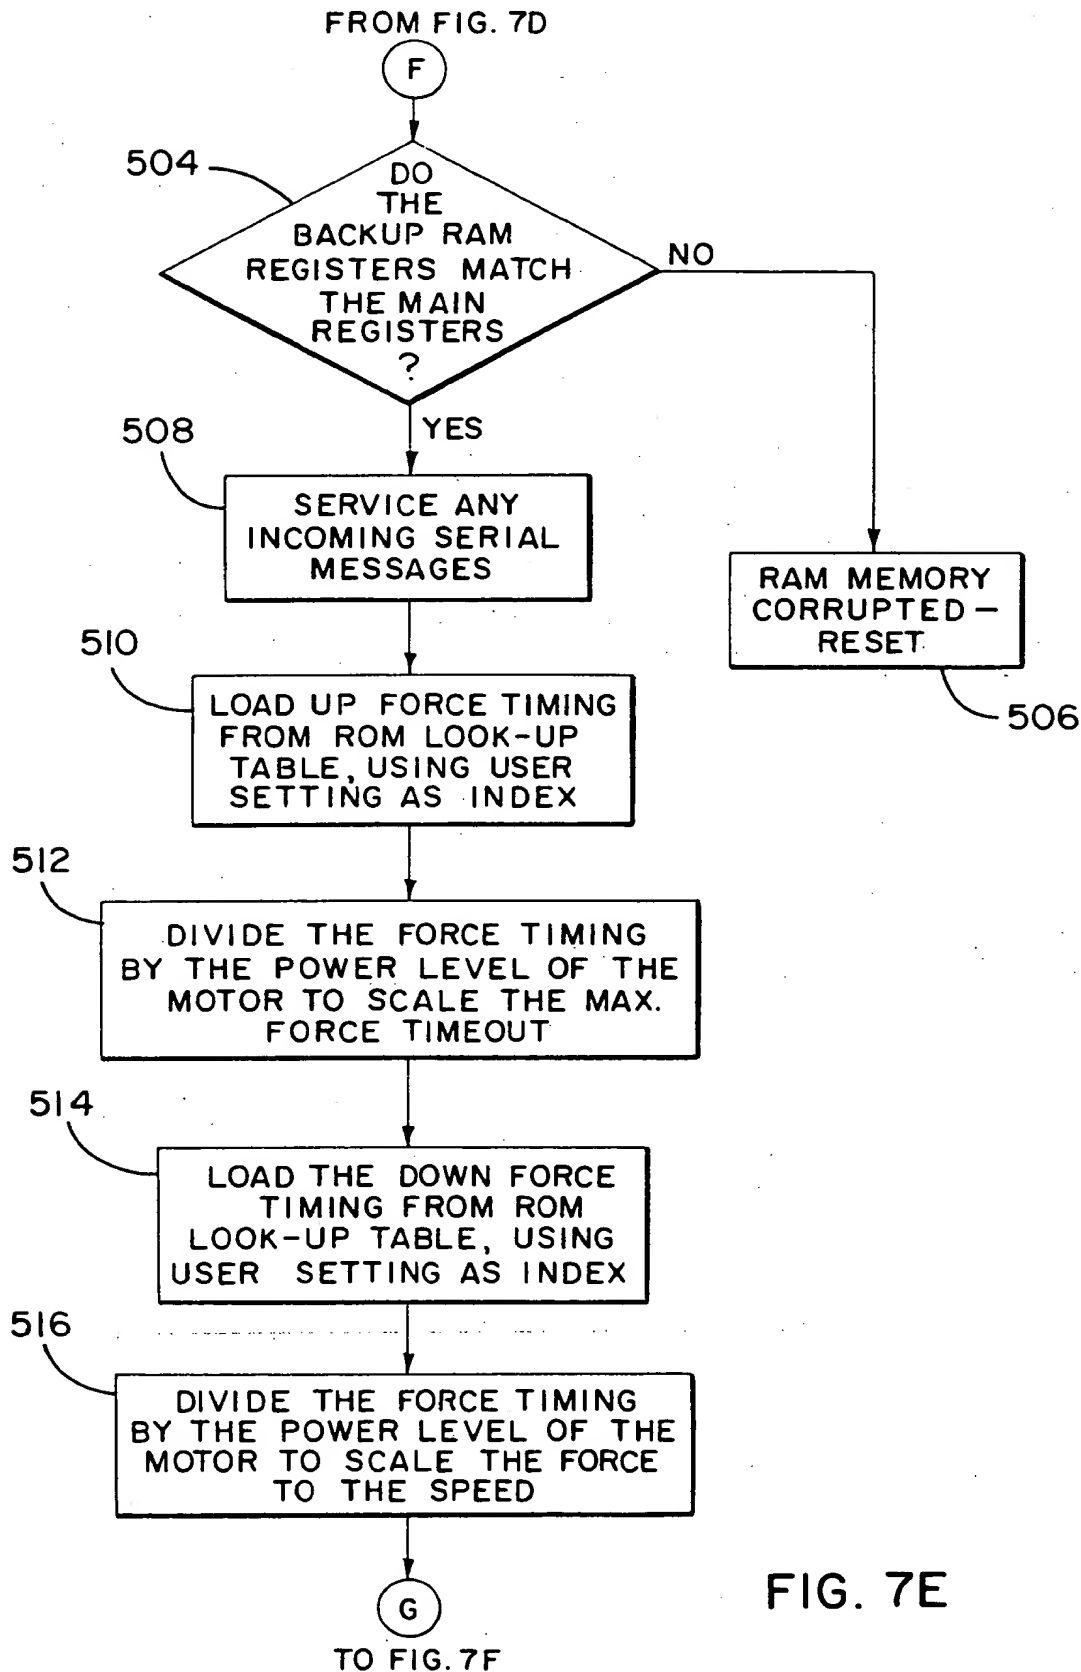 FROM FIG. 7D
F
504
DO
THE
BACKUP RAM
REGISTERS MATCH
THE MAIN
REGISTERS
?
NO
YES
508
SERVICE ANY
INCOMING SERIAL
MESSAGES
RAM MEMORY
CORRUPTED—
RESET
506
510
LOAD UP FORCE TIMING
FROM ROM LOOK-UP
TABLE, USING USER
SETTING AS INDEX
512
DIVIDE THE FORCE TIMING
BY THE POWER LEVEL OF THE
MOTOR TO SCALE THE MAX.
FORCE TIMEOUT
514
LOAD THE DOWN FORCE
TIMING FROM ROM
LOOK-UP TABLE, USING
USER SETTING AS INDEX
516
DIVIDE THE FORCE TIMING
BY THE POWER LEVEL OF THE
MOTOR TO SCALE THE FORCE
TO THE SPEED
G
TO FIG. 7F
FIG. 7E